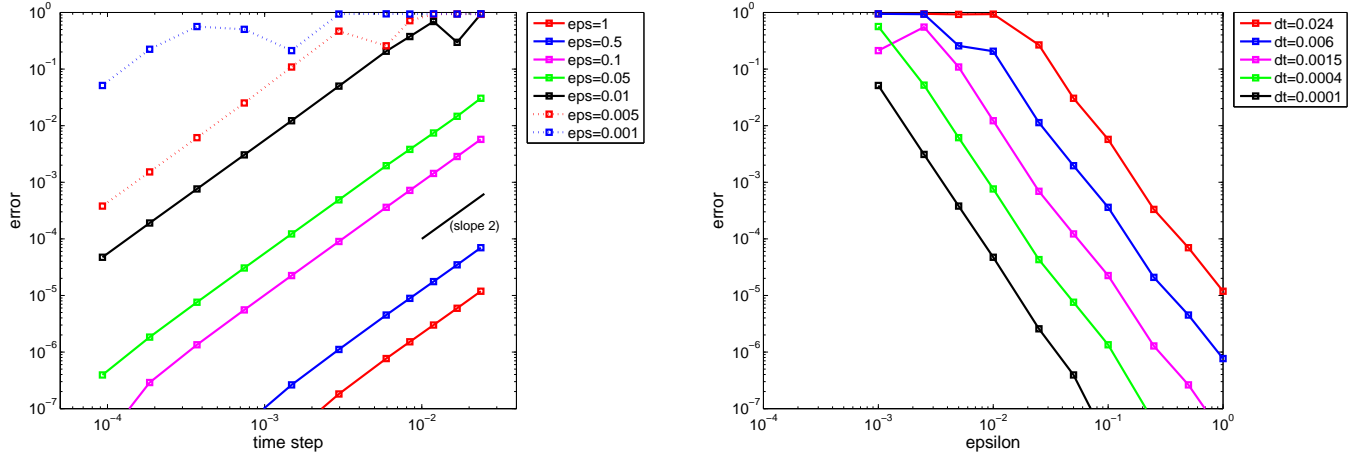 10^0
10^-1
10^-2
10^-3
10^-4
10^-5
10^-6
10^-7
error
10^-4
10^-3
10^-2
time step
(slope 2)
eps=1
eps=0.5
eps=0.1
eps=0.05
eps=0.01
eps=0.005
eps=0.001
10^0
10^-1
10^-2
10^-3
10^-4
10^-5
10^-6
10^-7
error
10^-4
10^-3
10^-2
10^-1
10^0
epsilon
dt=0.024
dt=0.006
dt=0.0015
dt=0.0004
dt=0.0001